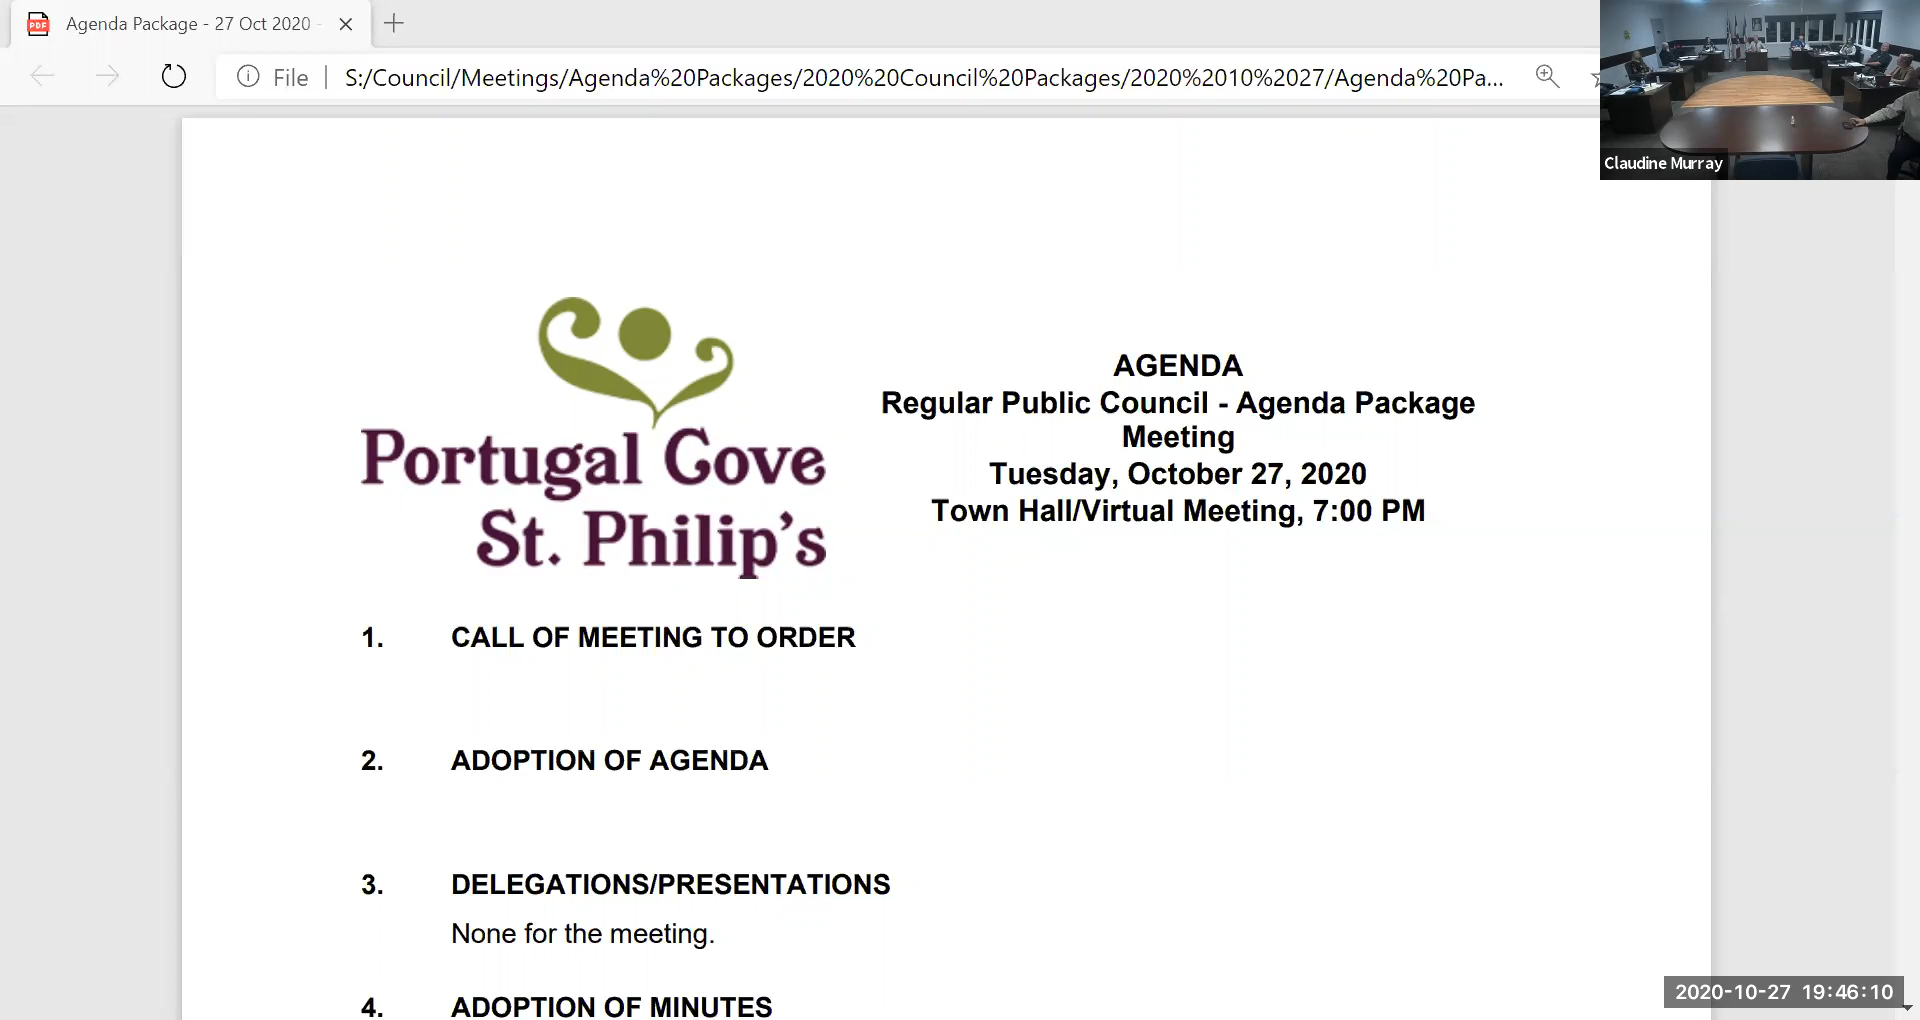 Agenda Package - 27 Oct 2020 -
File
S:/Council/Meetings/Agenda%20Packages/2020%20Council%20Packages/2020%2010%2027/Agenda%20Pa...
Claudine Murray
Portugal Cove
St. Philip's
AGENDA
Regular Public Council - Agenda Package
Meeting
Tuesday, October 27, 2020
Town Hall/Virtual Meeting, 7:00 PM
1. CALL OF MEETING TO ORDER
2. ADOPTION OF AGENDA
3. DELEGATIONS/PRESENTATIONS
None for the meeting.
4. ADOPTION OF MINUTES
2020-10-27 19:46:10